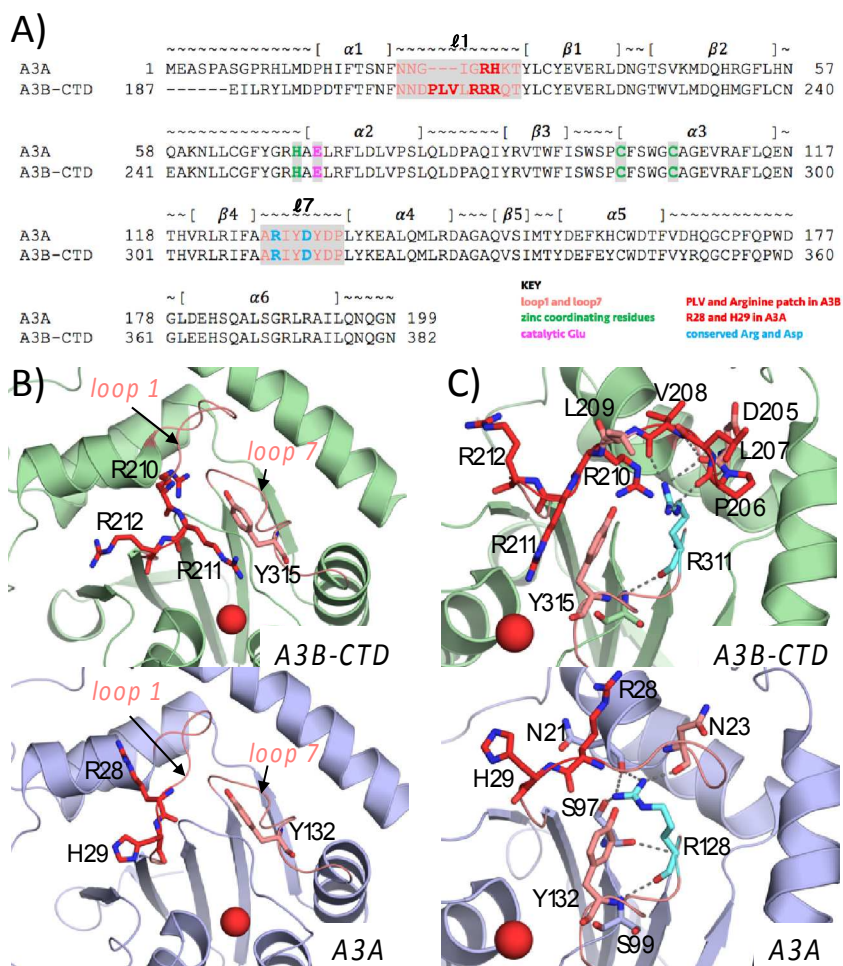 A)
~~~~~~~~~~~~~~~~[ α1 ]~~~~~~~~~~~~[ β1 ]~~[ β2 ]~
ℓ1
A3A 1 MEASPASGPRHLMDPHIFTSNFNNG---IGRHKTYLCYEVERLDNGTSVKMDQHRGFLHN 57
A3B-CTD 187 ------EILRYLMDPDTFTFNFNNDPLVLRRRQTYLCYEVERLDNGTWVLMDQHMGFLCN 240
~~~~~~~~~~~~~[ α2 ]~~~~~~~~[ β3 ]~~~~[ α3 ]~~
A3A 58 QAKNLLCGFYGRHAELRFLDLVPSLQLDPAQIYRVTWFISWSPCFSWGCAGEVRAFLQEN 117
A3B-CTD 241 EAKNLLCGFYGRHAELRFLDLVPSLQLDPAQIYRVTWFISWSPCFSWGCAGEVRAFLQEN 300
ℓ7
~~[ β4 ]~~~~~~~~[ α4 ]~~~[ β5 ]~~[ α5 ]~~~~~~~~~
A3A 118 THVRLRIFAARIYDYDPLYKEALQMLRDAGAQVSIMTYDEFKHCWDTFVDHQGCPFQPWD 177
A3B-CTD 301 THVRLRIFAARIYDYDPLYKEALQMLRDAGAQVSIMTYDEFEYCWDTFVYRQGCPFQPWD 360
~[ α6 ]~~~~~
A3A 178 GLDEHSQALSGRLRAILQNQGN 199
A3B-CTD 361 GLEEHSQALSGRLRAILQNQGN 382
KEY
loop1 and loop7
zinc coordinating residues
catalytic Glu
PLV and Arginine patch in A3B
R28 and H29 in A3A
conserved Arg and Asp
B)
loop 1
loop 7
R210
R212
R211
Y315
A3B-CTD
loop 1
loop 7
R28
H29
Y132
A3A
C)
V208
L209
D205
R212
R210
L207
P206
R211
R311
Y315
A3B-CTD
R28
N21
N23
H29
S97
R128
Y132
S99
A3A